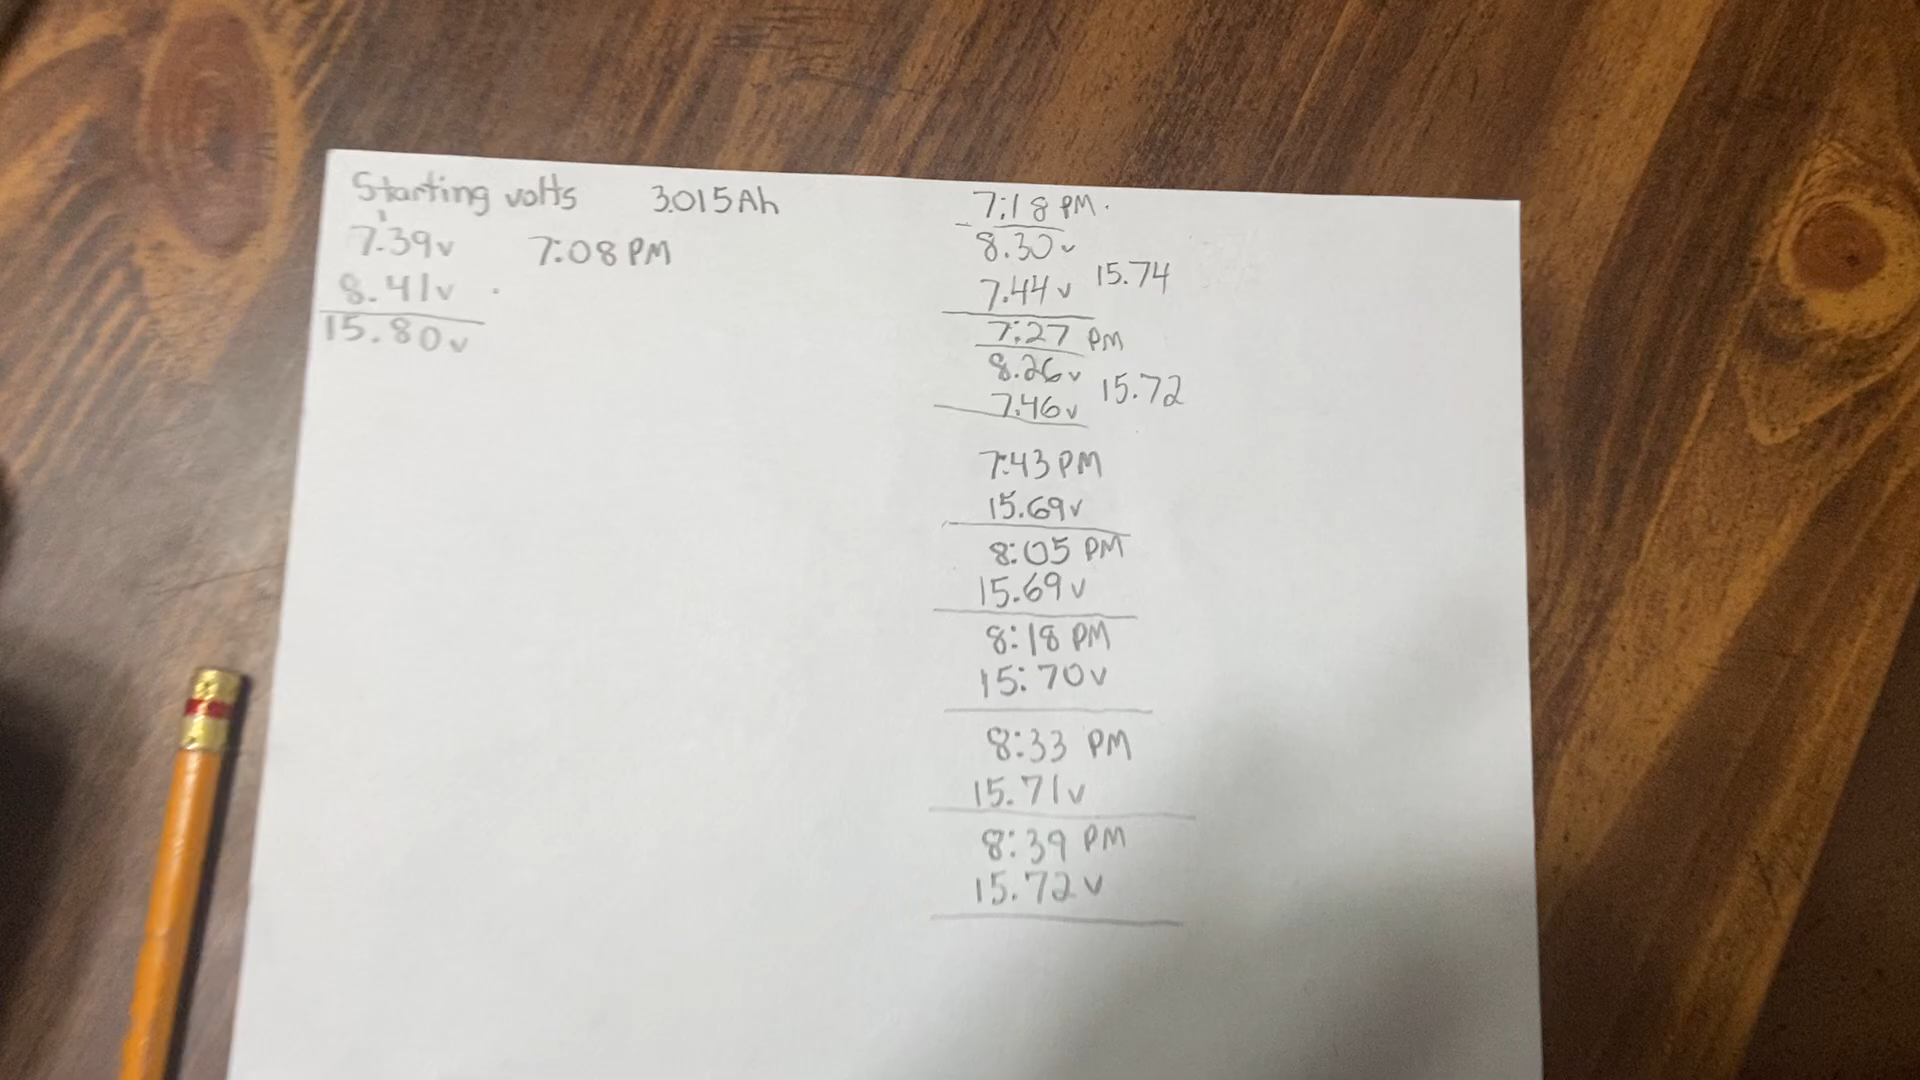 Starting volts 3.015Ah
7.39v 7:08 PM
8.41v
15.80v
7:18 PM.
8.30v
7.44v 15.74
7:27 PM
8.26v
7.46v 15.72
7:43 PM
15.69v
8:05 PM
15.69v
8:18 PM
15:70v
8:33 PM
15.71v
8:39 PM
15.72v